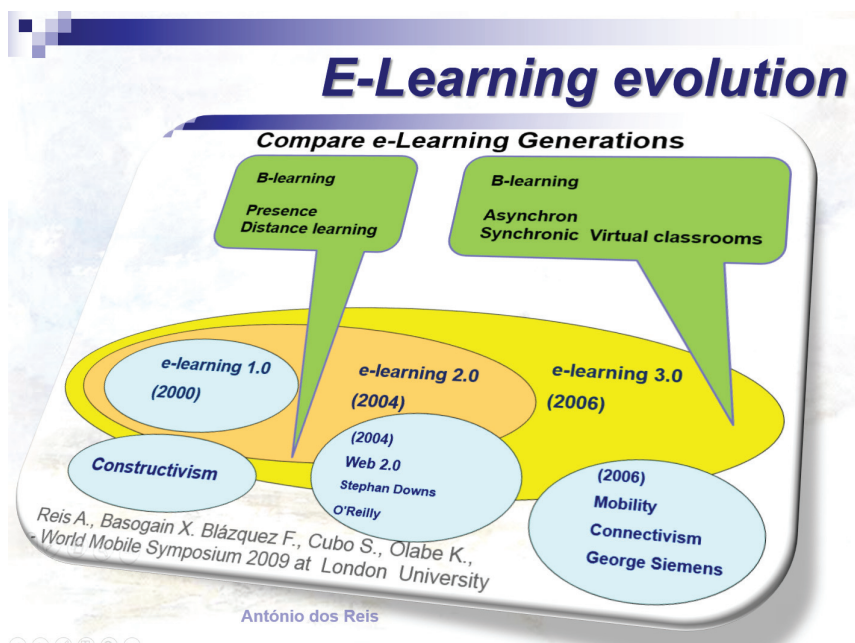 E-Learning evolution
Compare e-Learning Generations
B-learning
Presence
Distance learning
B-learning
Asynchron
Synchronic Virtual classrooms
e-learning 1.0
(2000)
e-learning 2.0
(2004)
e-learning 3.0
(2006)
Constructivism
(2004)
Web 2.0
Stephan Downs
O'Reilly
(2006)
Mobility
Connectivism
George Siemens
Reis A., Basogain X. Blázquez F., Cubo S., Olabe K.,
- World Mobile Symposium 2009 at London University
António dos Reis